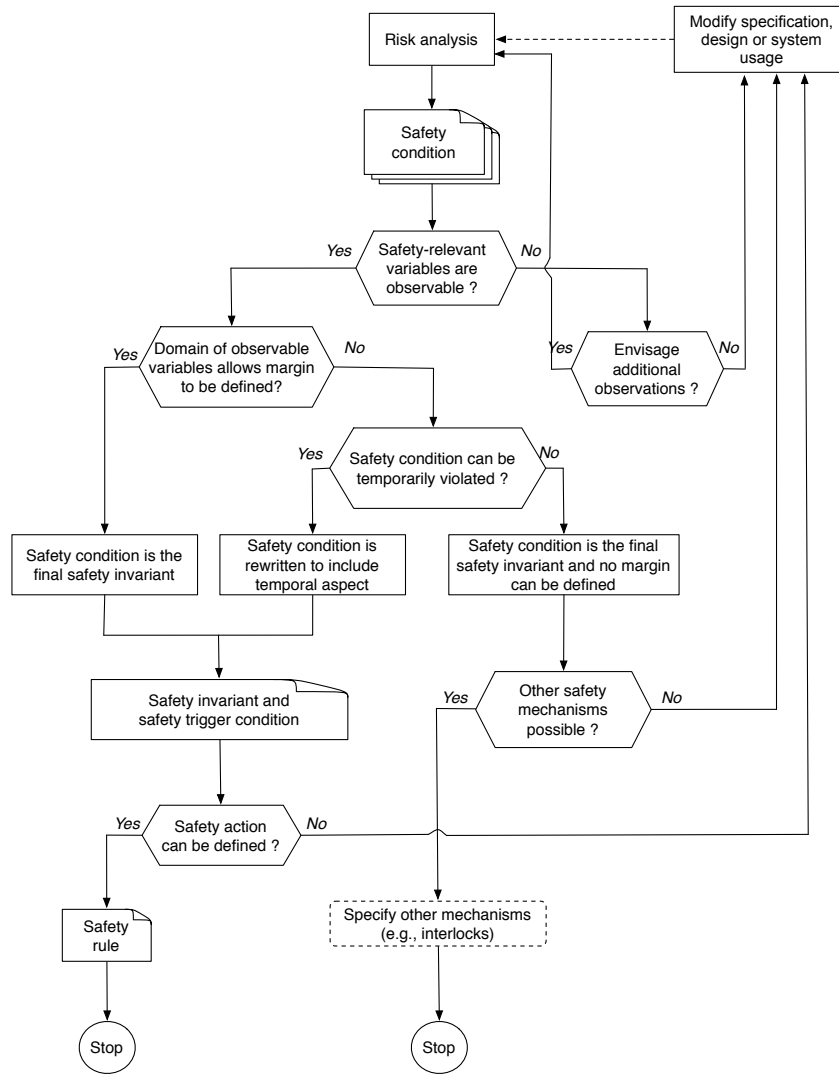 Risk analysis
Modify specification,
design or system
usage
Safety
condition
Yes
Safety-relevant
variables are
observable ?
No
Yes
Domain of observable
variables allows margin
to be defined?
No
Yes
Envisage
additional
observations ?
No
Yes
Safety condition can be
temporarily violated ?
No
Safety condition is the
final safety invariant
Safety condition is
rewritten to include
temporal aspect
Safety condition is the final
safety invariant and no margin
can be defined
Safety invariant and
safety trigger condition
Yes
Other safety
mechanisms
possible ?
No
Yes
Safety action
can be defined ?
No
Safety
rule
Specify other mechanisms
(e.g., interlocks)
Stop
Stop